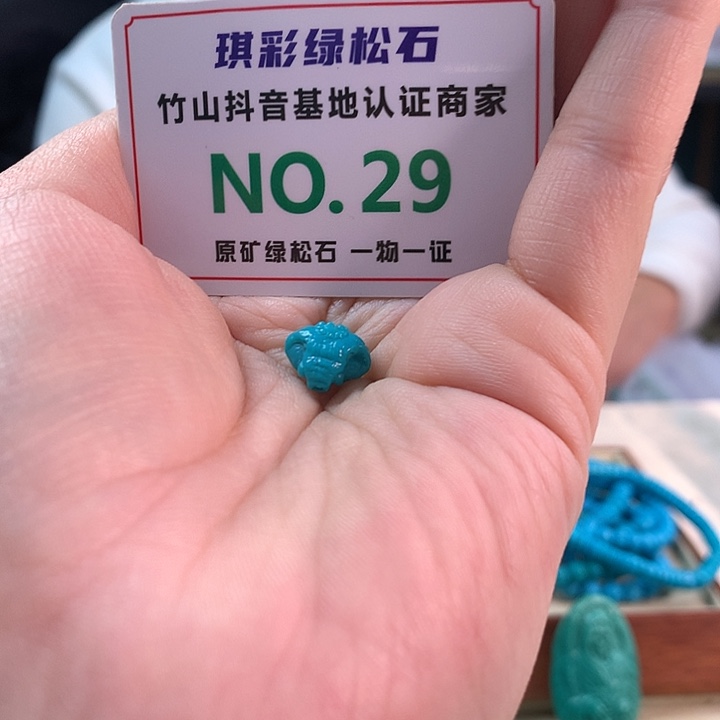 琪彩绿松石
竹山抖音基地认证商家
NO.29
原矿绿松石 一物一证